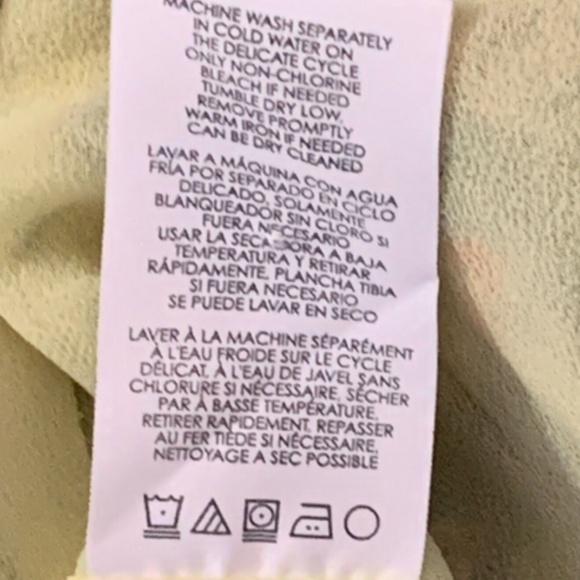 MACHINE WASH SEPARATELY
IN COLD WATER ON
THE DELICATE CYCLE
ONLY NON-CHLORINE
BLEACH IF NEEDED
TUMBLE DRY LOW,
REMOVE PROMPTLY
WARM IRON IF NEEDED
CAN BE DRY CLEANED
LAVAR A MÁQUINA CON AGUA
FRÍA POR SEPARADO EN CICLO
DELICADO, SOLAMENTE
BLANQUEADOR SIN CLORO SI
FUERA NECESARIO
USAR LA SECADORA A BAJA
TEMPERATURA Y RETIRAR
RÁPIDAMENTE, PLANCHA TIBIA
SI FUERA NECESARIO
SE PUEDE LAVAR EN SECO
LAVER À LA MACHINE SÉPARÉMENT
À L'EAU FROIDE SUR LE CYCLE
DÉLICAT, À L'EAU DE JAVEL SANS
CHLORURE SI NÉCESSAIRE, SÉCHER
PAR À BASSE TEMPÉRATURE,
RETIRER RAPIDEMENT, REPASSER
AU FER TIÈDE SI NÉCESSAIRE,
NETTOYAGE A SEC POSSIBLE